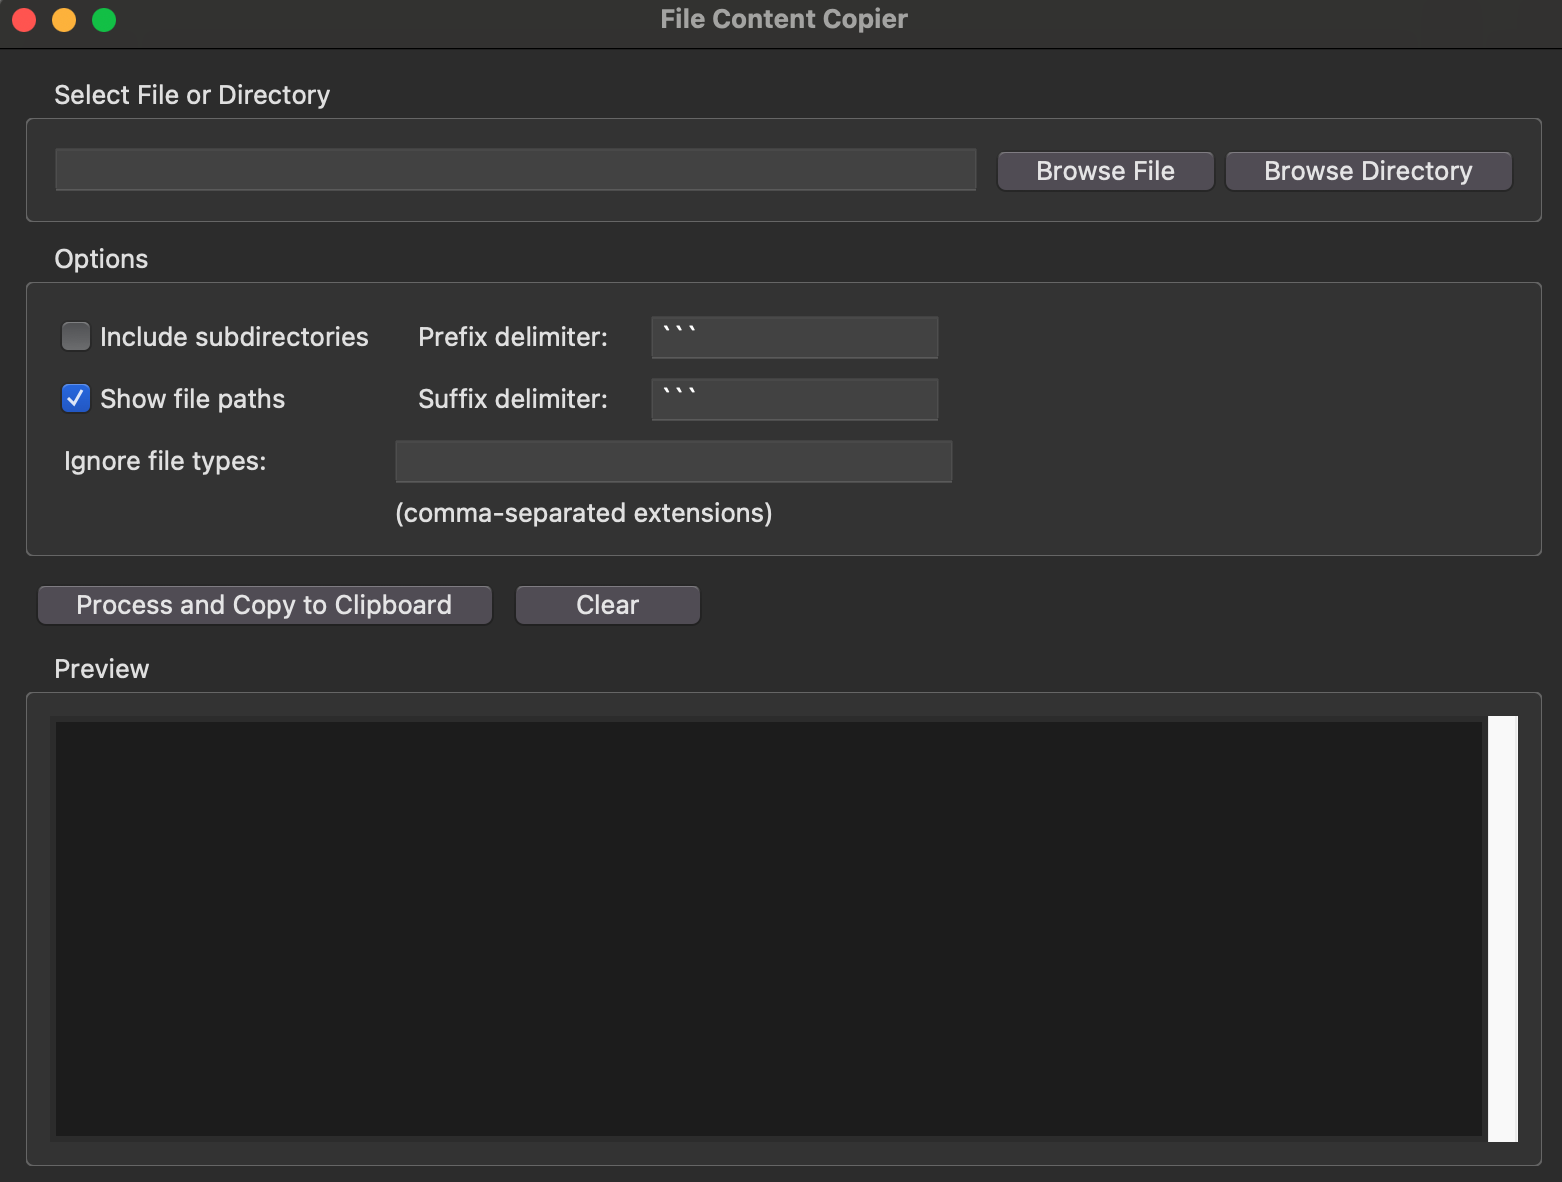 File Content Copier
Select File or Directory
Browse File
Browse Directory
Options
Include subdirectories
Prefix delimiter:
```
Show file paths
Suffix delimiter:
```
Ignore file types:
(comma-separated extensions)
Process and Copy to Clipboard
Clear
Preview